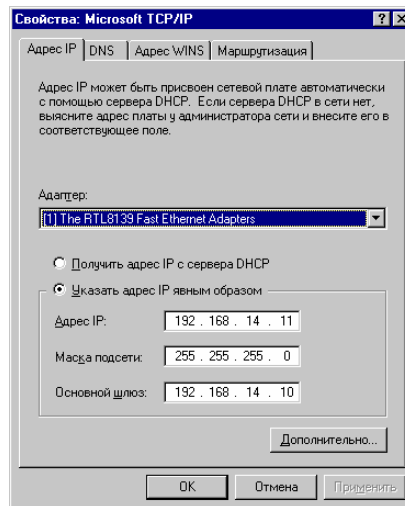 Свойства: Microsoft TCP/IP
Адрес IP
DNS
Адрес WINS
Маршрутизация
Адрес IP может быть присвоен сетевой плате автоматически
с помощью сервера DHCP. Если сервера DHCP в сети нет,
выясните адрес платы у администратора сети и внесите его в
соответствующее поле.
Адаптер:
[1] The RTL8139 Fast Ethernet Adapters
Получить адрес IP с сервера DHCP
Указать адрес IP явным образом
Адрес IP:
192 . 168 . 14 . 11
Маска подсети:
255 . 255 . 255 . 0
Основной шлюз:
192 . 168 . 14 . 10
Дополнительно...
OK
Отмена
Применить